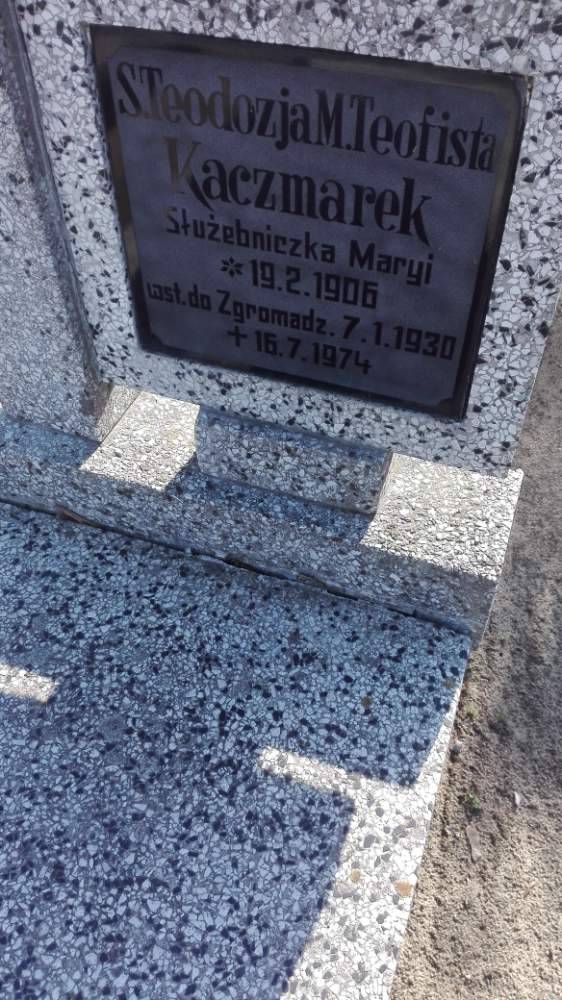 S.Teodozja M.Teofista
Kaczmarek
Służebniczka Maryi
* 19.2.1906
wst.do Zgromadz. 7.1.1930
+ 16.7.1974